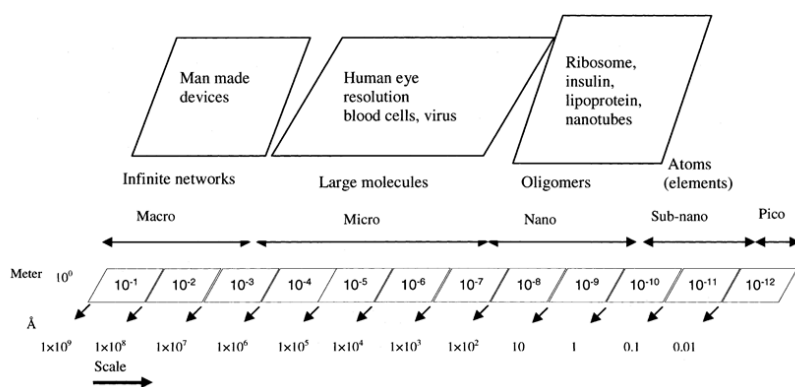 Man made
devices
Human eye
resolution
blood cells, virus
Ribosome,
insulin,
lipoprotein,
nanotubes
Infinite networks
Large molecules
Oligomers
Atoms
(elements)
Macro
Micro
Nano
Sub-nano
Pico
Meter 10⁰ 10⁻¹ 10⁻² 10⁻³ 10⁻⁴ 10⁻⁵ 10⁻⁶ 10⁻⁷ 10⁻⁸ 10⁻⁹ 10⁻¹⁰ 10⁻¹¹ 10⁻¹²
Å
1×10⁹ 1×10⁸ 1×10⁷ 1×10⁶ 1×10⁵ 1×10⁴ 1×10³ 1×10² 10 1 0.1 0.01
Scale